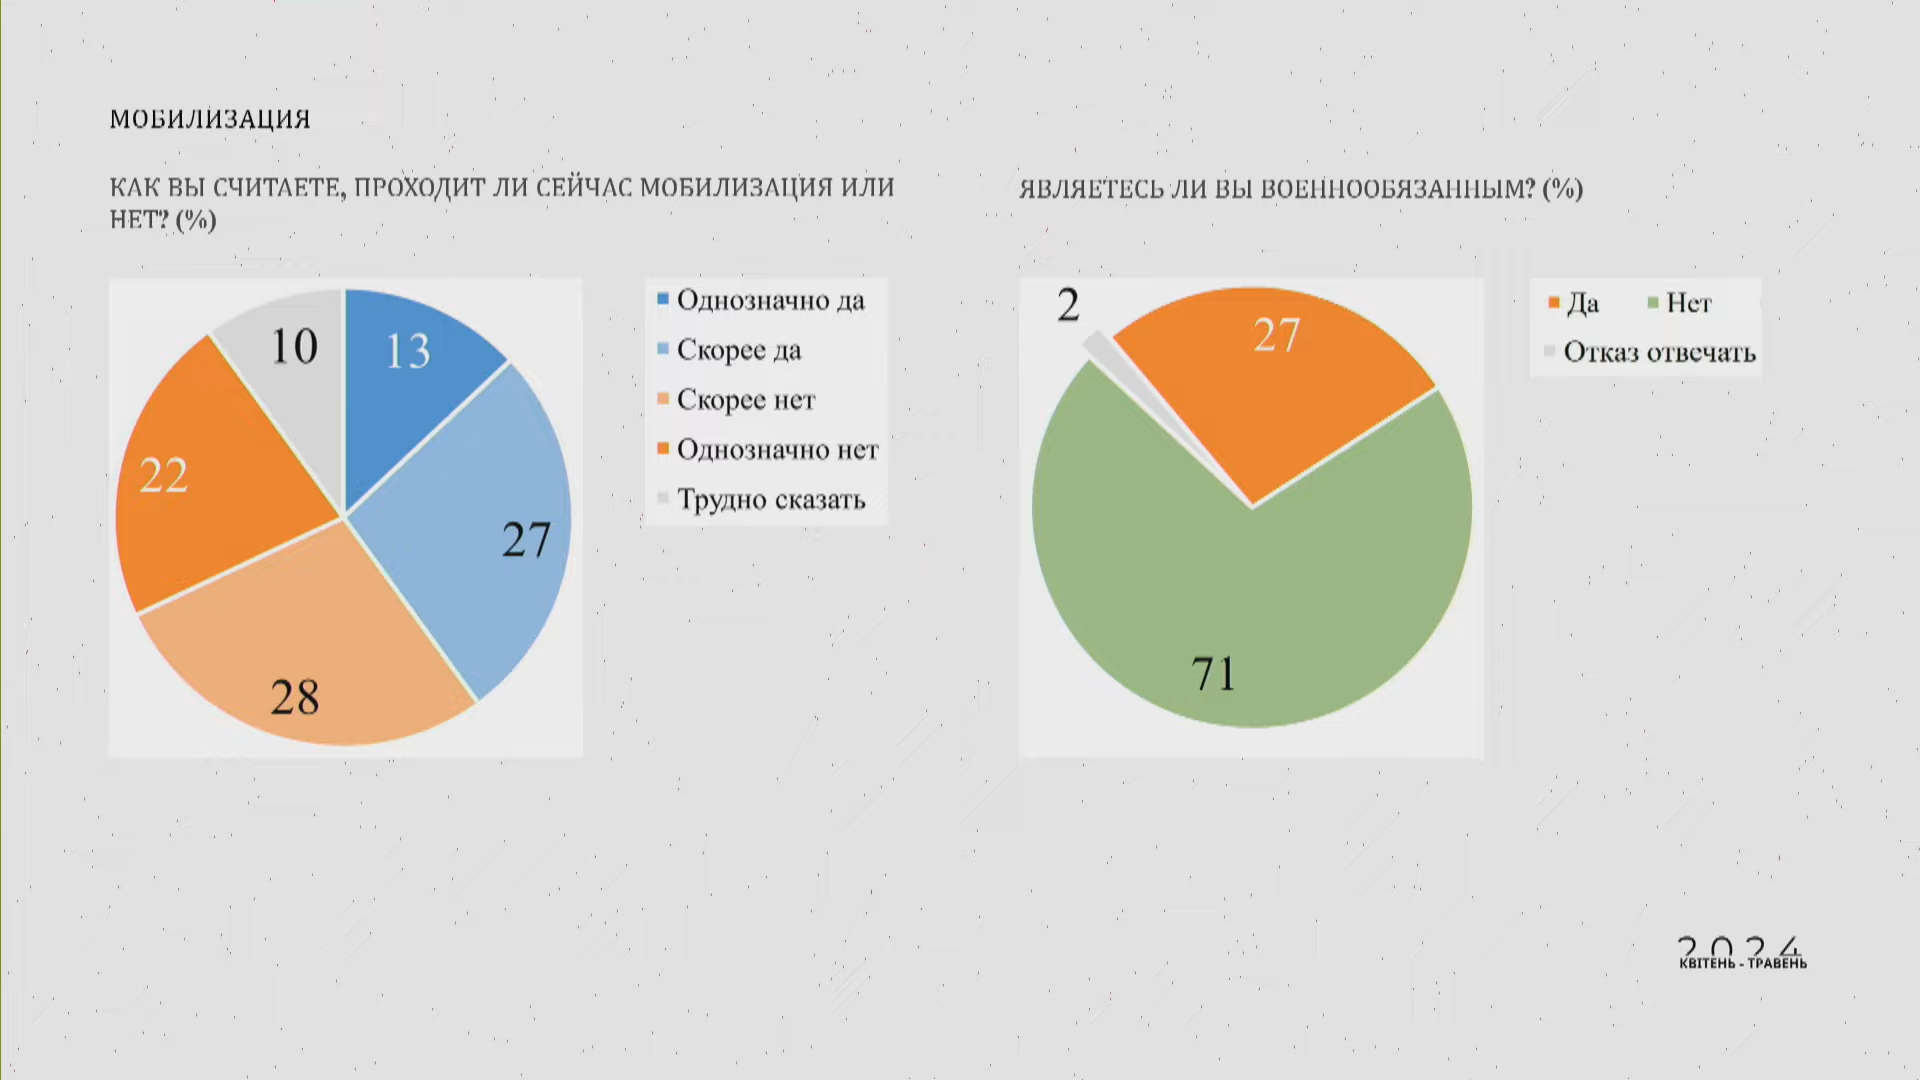 МОБИЛИЗАЦИЯ
КАК ВЫ СЧИТАЕТЕ, ПРОХОДИТ ЛИ СЕЙЧАС МОБИЛИЗАЦИЯ ИЛИ
НЕТ? (%)
10
13
22
27
28
Однозначно да
Скорее да
Скорее нет
Однозначно нет
Трудно сказать
ЯВЛЯЕТЕСЬ ЛИ ВЫ ВОЕННООБЯЗАННЫМ? (%)
2
27
71
Да Нет
Отказ отвечать
2024
КВІТЕНЬ - ТРАВЕНЬ